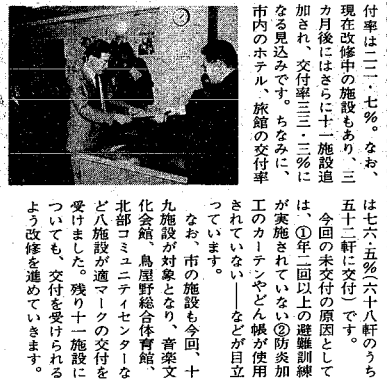 付率は二二・七%。なお、
現在改修中の施設もあり、三
カ月後にはさらに十一施設追
加され、交付率三三・三%に
なる見込みです。ちなみに、
市内のホテル、旅館の交付率
は七六・五%(六十八軒のうち
五十二軒に交付)です。
　今回の未交付の原因として
は、①年二回以上の避難訓練
が実施されていない②防炎加
工のカーテンやどん帳が使用
されていない――などが目立
っています。
　なお、市の施設も今回、十
九施設が対象となり、音楽文
化会館、鳥屋野総合体育館、
北部コミュニティセンターな
ど八施設が適マークの交付を
受けました。残り十一施設に
ついても、交付を受けられる
よう改修を進めていきます。